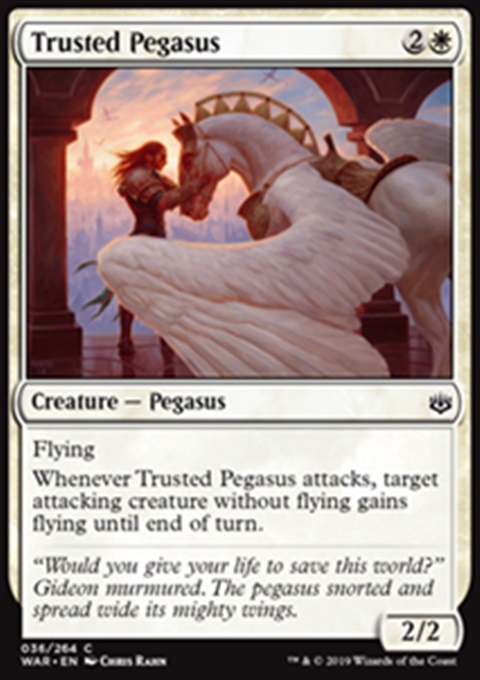 Trusted Pegasus 2
Creature — Pegasus
Flying
Whenever Trusted Pegasus attacks, target
attacking creature without flying gains
flying until end of turn.
“Would you give your life to save this world?”
Gideon murmured. The pegasus snorted and
spread wide its mighty wings.
2/2
036/264 C
WAR • EN Chris Rahn
™ & © 2019 Wizards of the Coast